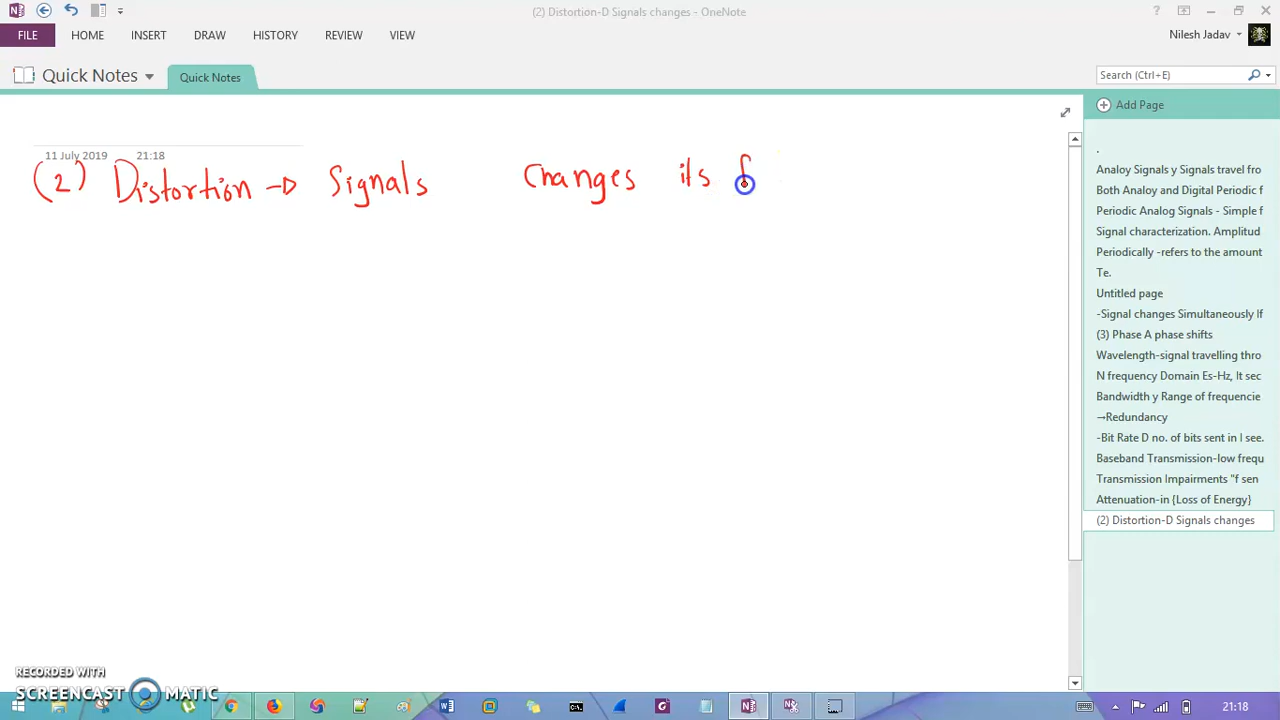 (2) Distortion-D Signals changes - OneNote
FILE HOME INSERT DRAW HISTORY REVIEW VIEW
Nilesh Jadav
Quick Notes
Quick Notes
Search (Ctrl+E)
11 July 2019 21:18
(2) Distortion → Signals changes its f
Add Page
.
Analoy Signals y Signals travel fro
Both Analoy and Digital Periodic f
Periodic Analog Signals - Simple f
Signal characterization. Amplitud
Periodically -refers to the amount
Te.
Untitled page
-Signal changes Simultaneously If
(3) Phase A phase shifts
Wavelength-signal travelling thro
N frequency Domain Es-Hz, It sec
Bandwidth y Range of frequencie
→Redundancy
-Bit Rate D no. of bits sent in I see.
Baseband Transmission-low frequ
Transmission Impairments "f sen
Attenuation-in {Loss of Energy}
(2) Distortion-D Signals changes
RECORDED WITH
SCREENCAST MATIC
21:18